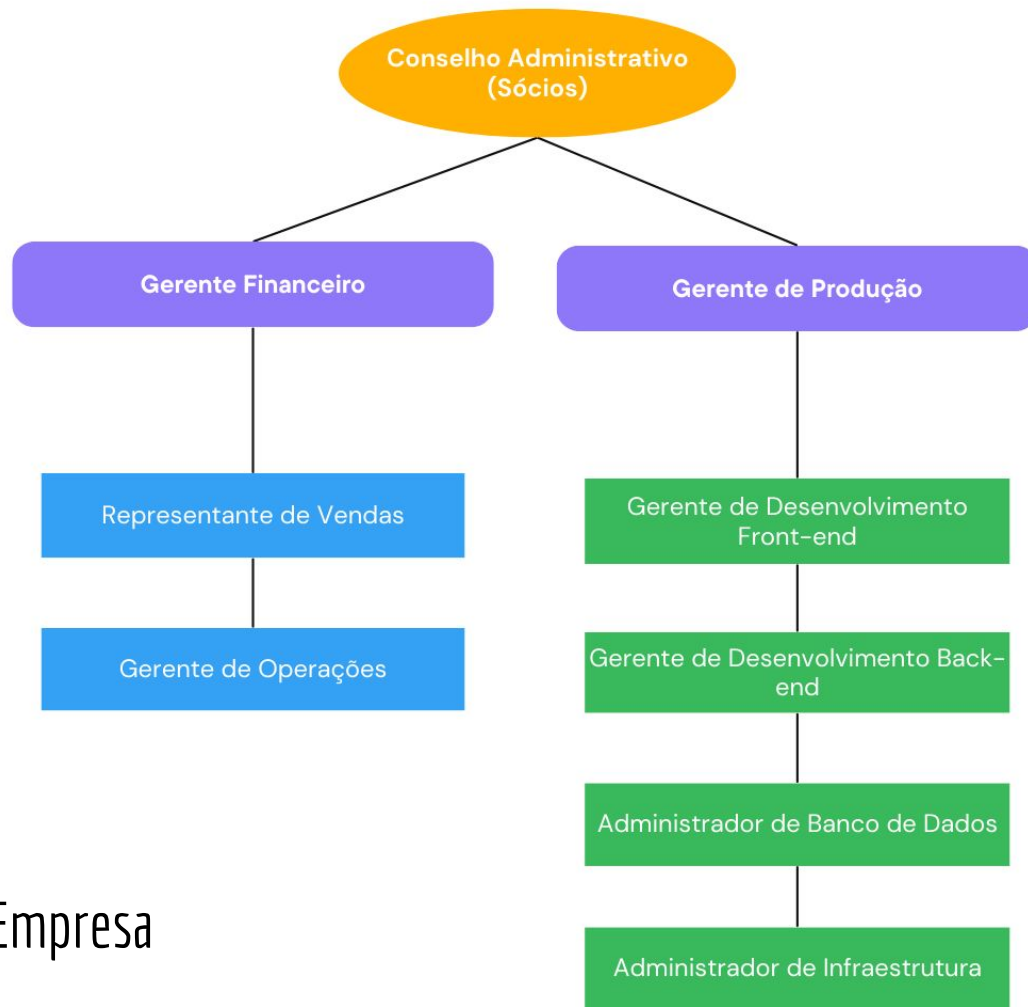 Conselho Administrativo
(Sócios)
Gerente Financeiro
Gerente de Produção
Representante de Vendas
Gerente de Desenvolvimento
Front-end
Gerente de Operações
Gerente de Desenvolvimento Back-
end
Administrador de Banco de Dados
Empresa
Administrador de Infraestrutura